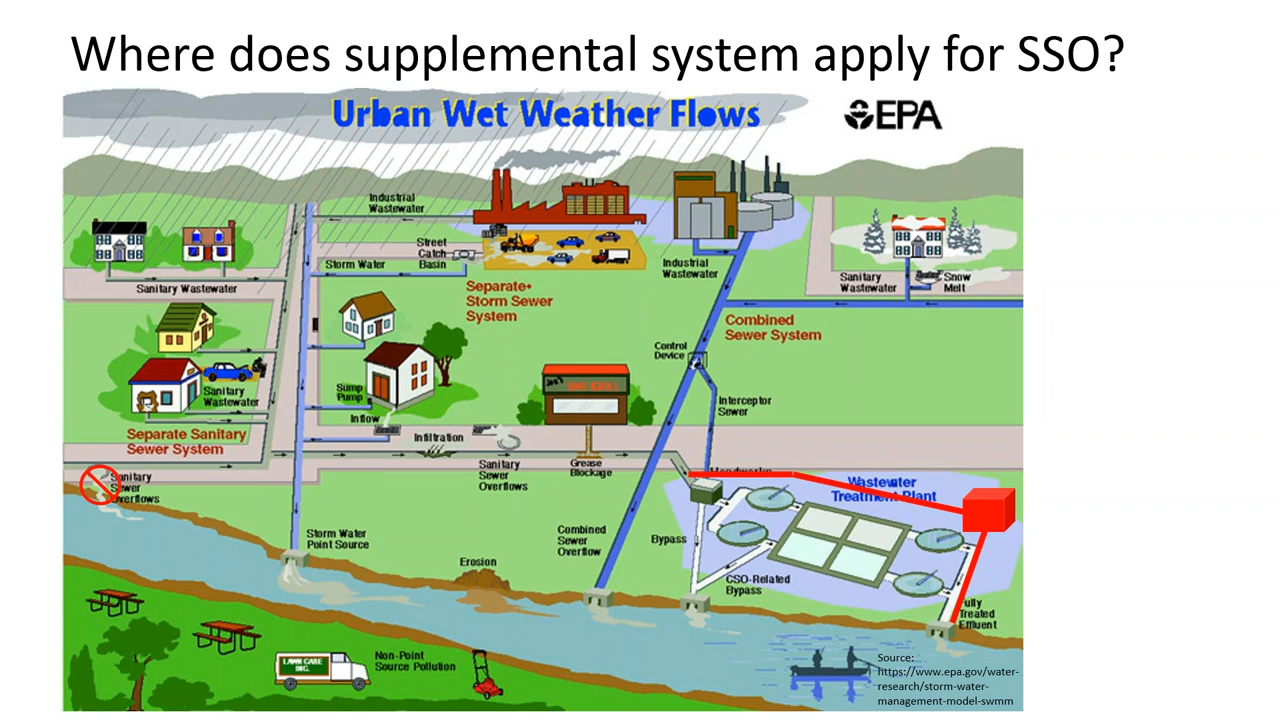 Where does supplemental system apply for SSO?
Urban Wet Weather Flows
EPA
Industrial
Wastewater
Street
Catch
Basin
Storm Water
Sanitary Wastewater
Separate
Storm Sewer
System
Industrial
Wastewater
Sanitary
Wastewater
Snow
Melt
Combined
Sewer System
Control
Device
Interceptor
Sewer
Sump
Pump
Inflow
Sanitary
Wastewater
Separate Sanitary
Sewer System
Infiltration
Sanitary
Sewer
Overflows
Grease
Blockage
Sanitary
Sewer
Overflows
Headworks
Wastewater
Treatment Plant
Storm Water
Point Source
Erosion
Combined
Sewer
Overflow
Bypass
CSO-Related
Bypass
Fully
Treated
Effluent
LAWN CARE
INC.
Non-Point
Source Pollution
Source:
https://www.epa.gov/water-
research/storm-water-
management-model-swmm